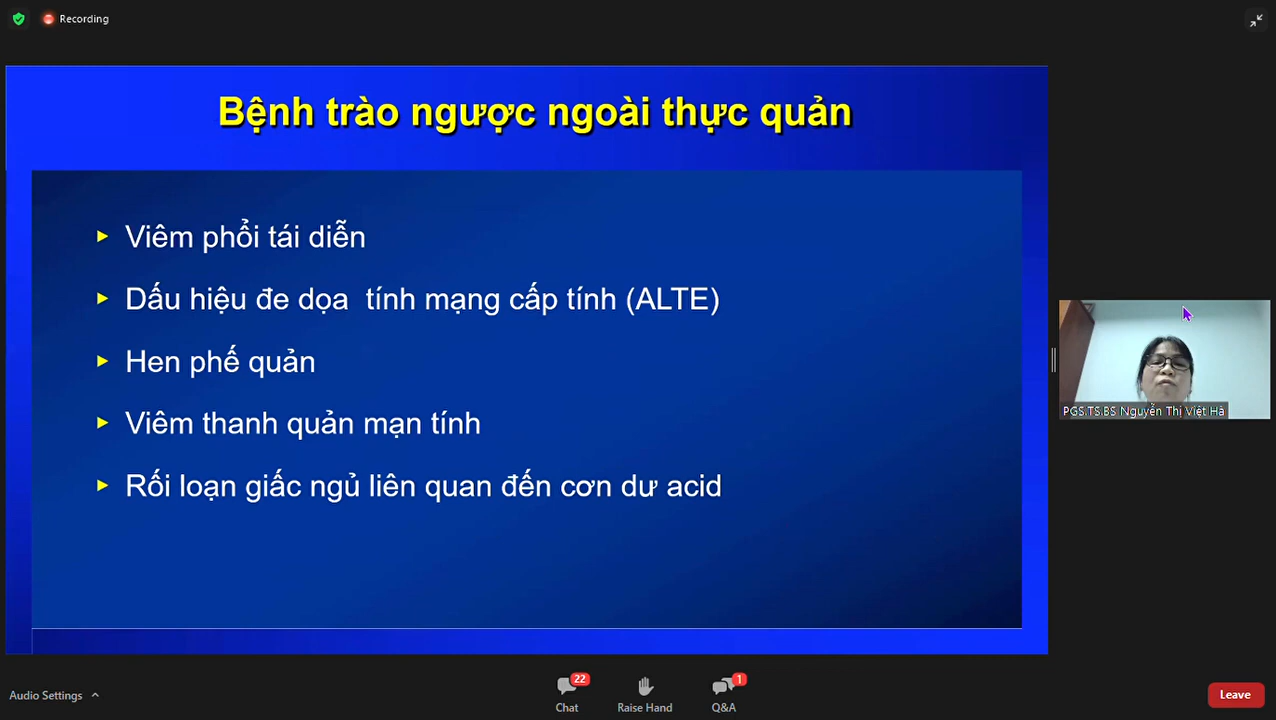 Recording
Bệnh trào ngược ngoài thực quản
Viêm phổi tái diễn
Dấu hiệu đe dọa tính mạng cấp tính (ALTE)
Hen phế quản
Viêm thanh quản mạn tính
Rối loạn giấc ngủ liên quan đến cơn dư acid
PGS.TS.BS Nguyễn Thị Việt Hà
Audio Settings
22
Chat
Raise Hand
1
Q&A
Leave